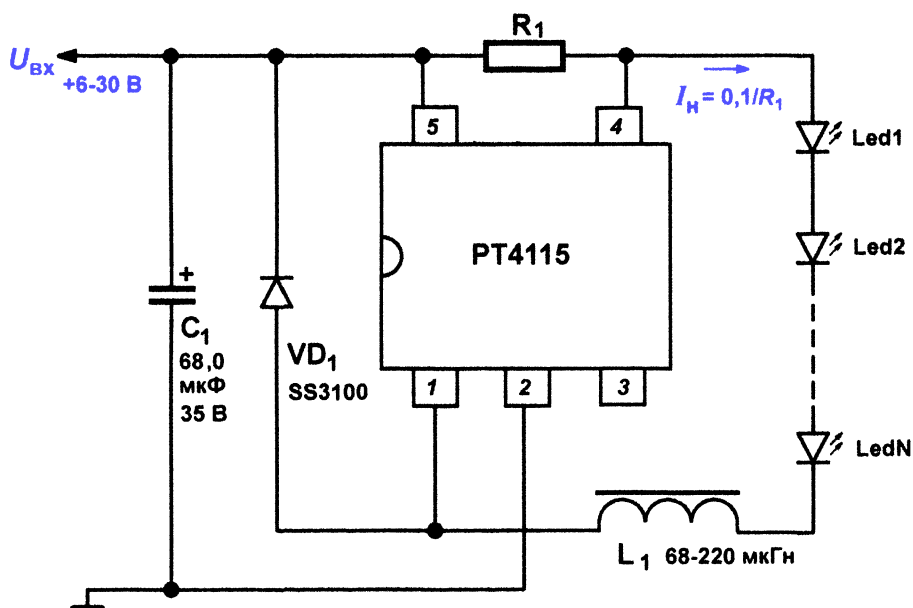 R1
Uвх
+6-30 В
Iн = 0,1/R1
5
4
Led1
PT4115
Led2
+
C1
68,0
мкФ
35 В
VD1
SS3100
1
2
3
LedN
L1 68-220 мкГн